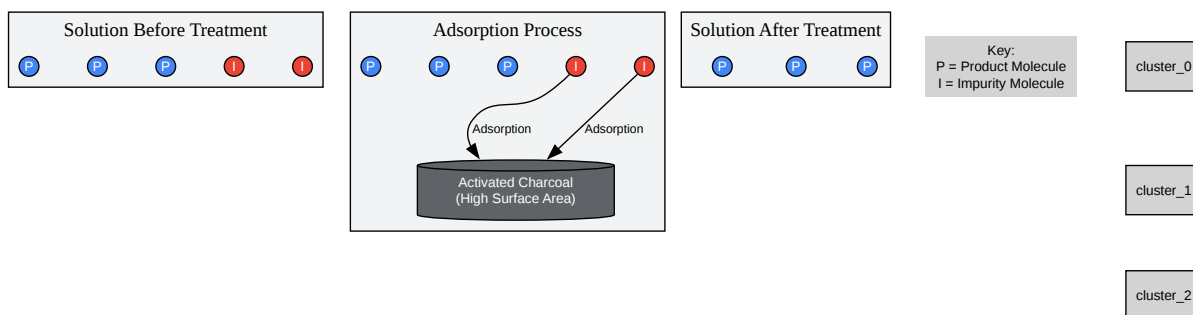 Solution Before Treatment
P P P I I
Adsorption Process
P P P I I
Adsorption Adsorption
Activated Charcoal
(High Surface Area)
Solution After Treatment
P P P
Key:
P = Product Molecule
I = Impurity Molecule
cluster_0
cluster_1
cluster_2